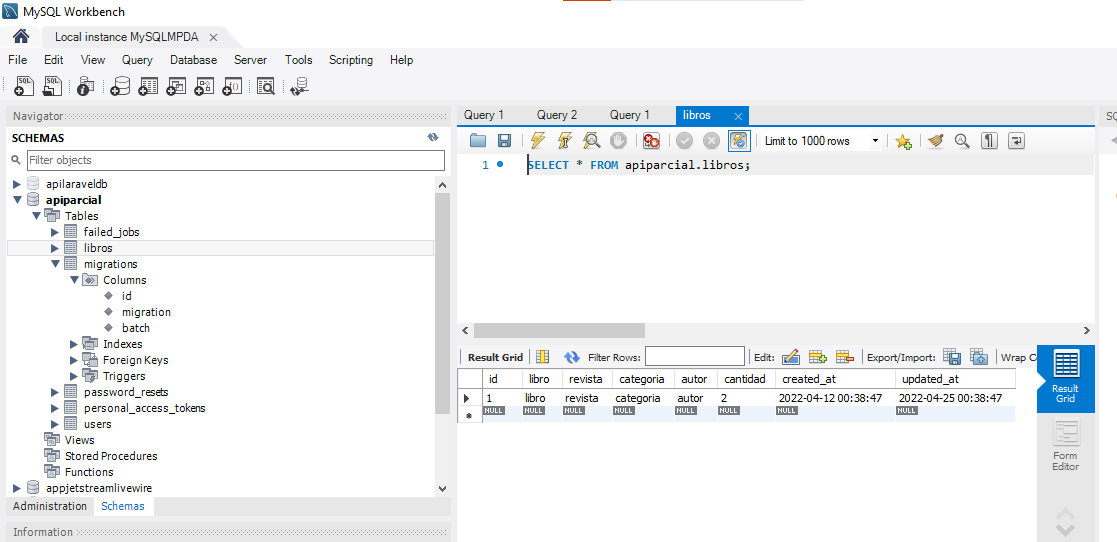 MySQL Workbench
Local instance MySQLMPDA
File Edit View Query Database Server Tools Scripting Help
Navigator
SCHEMAS
Filter objects
apilaraveldb
apiparcial
Tables
failed_jobs
libros
migrations
Columns
id
migration
batch
Indexes
Foreign Keys
Triggers
password_resets
personal_access_tokens
users
Views
Stored Procedures
Functions
appjetstreamlivewire
Administration Schemas
Information
Query 1 Query 2 Query 1 libros
Limit to 1000 rows
1 SELECT * FROM apiparcial.libros;
Result Grid Filter Rows: Edit: Export/Import: Wrap C
id libro revista categoria autor cantidad created_at updated_at
1 libro revista categoria autor 2 2022-04-12 00:38:47 2022-04-25 00:38:47
NULL NULL NULL NULL NULL NULL NULL NULL
Result
Grid
Form
Editor